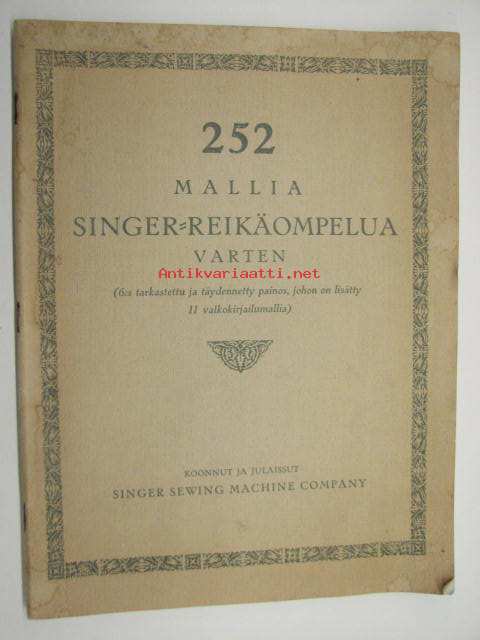 252
MALLIA
SINGER=REIKÄOMPELUA
VARTEN
Antikvariaatti.net
(6:s tarkastettu ja täydennetty painos, johon on lisätty
11 valkokirjailumallia)
KOONNUT JA JULAISSUT
SINGER SEWING MACHINE COMPANY